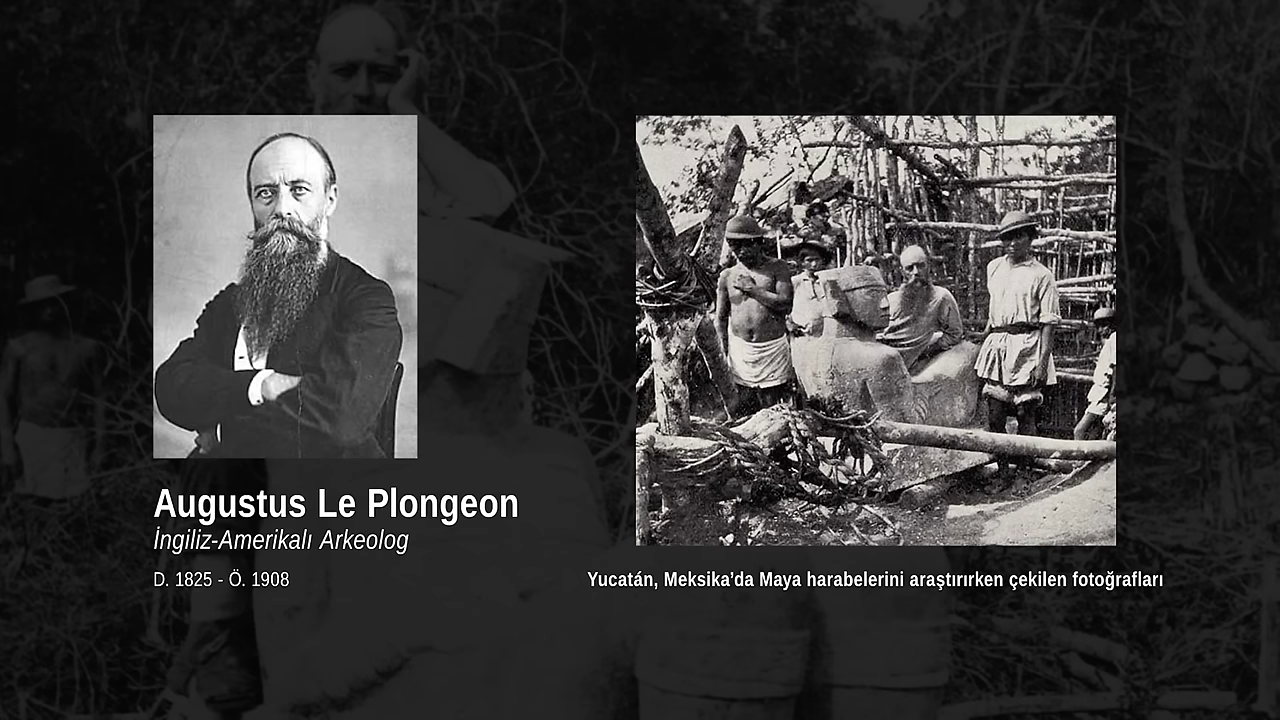 Augustus Le Plongeon
İngiliz-Amerikalı Arkeolog
D. 1825 - Ö. 1908
Yucatán, Meksika'da Maya harabelerini araştırırken çekilen fotoğrafları